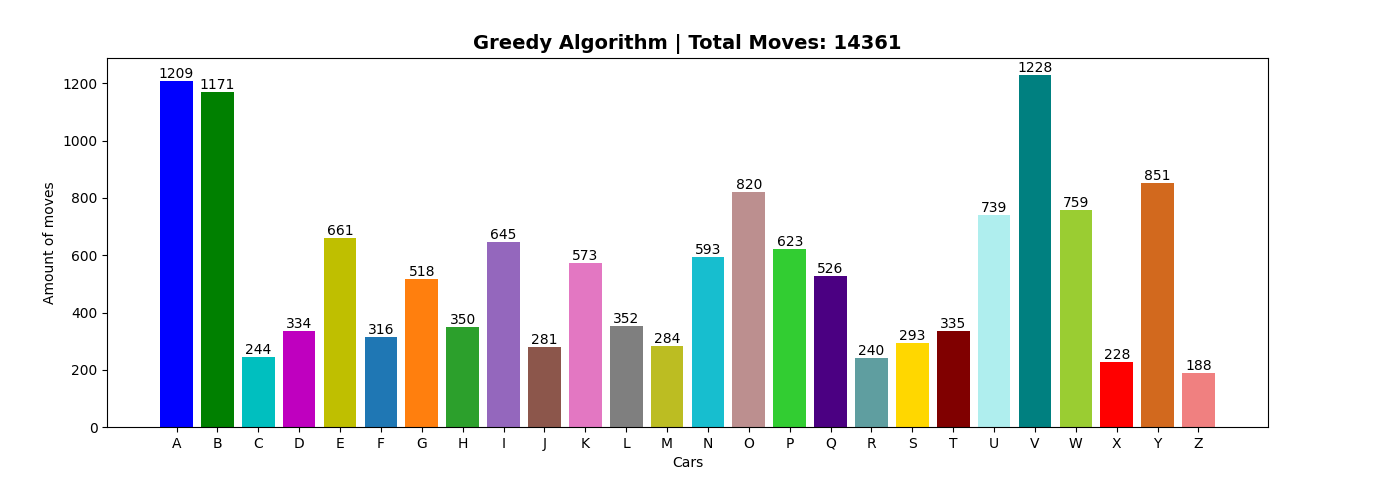 Greedy Algorithm | Total Moves: 14361
1209 1171 244 334 661 316 518 350 645 281 573 352 284 593 820 623 526 240 293 335 739 1228 759 228 851 188
1200
1000
800
600
400
200
0
Amount of moves
A B C D E F G H I J K L M N O P Q R S T U V W X Y Z
Cars